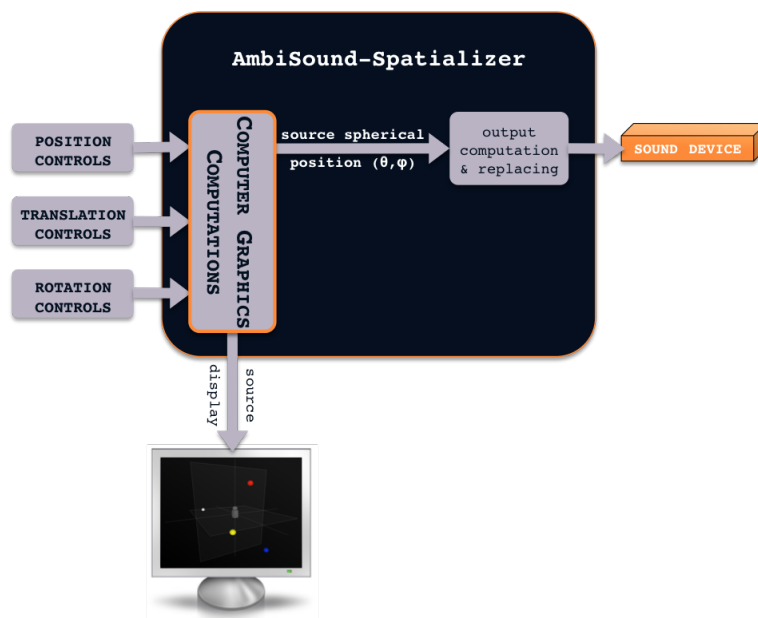 AmbiSound-Spatializer
POSITION
CONTROLS
TRANSLATION
CONTROLS
ROTATION
CONTROLS
COMPUTER GRAPHICS
COMPUTATIONS
source spherical
position (θ,φ)
output
computation
& replacing
SOUND DEVICE
source
display